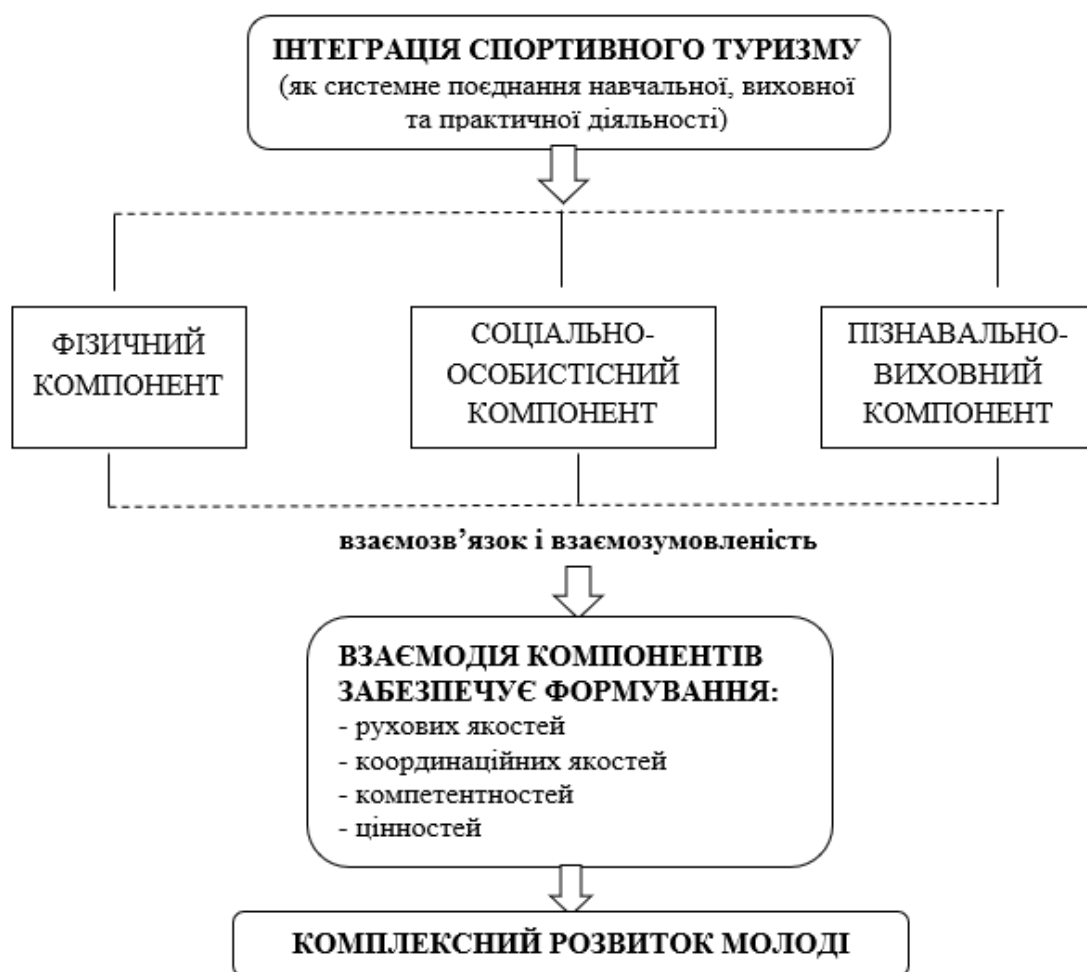 ІНТЕГРАЦІЯ СПОРТИВНОГО ТУРИЗМУ
(як системне поєднання навчальної, виховної
та практичної діяльності)
ФІЗИЧНИЙ
КОМПОНЕНТ
СОЦІАЛЬНО-
ОСОБИСТІСНИЙ
КОМПОНЕНТ
ПІЗНАВАЛЬНО-
ВИХОВНИЙ
КОМПОНЕНТ
взаємозв’язок і взаємозумовленість
ВЗАЄМОДІЯ КОМПОНЕНТІВ
ЗАБЕЗПЕЧУЄ ФОРМУВАННЯ:
- рухових якостей
- координаційних якостей
- компетентностей
- цінностей
КОМПЛЕКСНИЙ РОЗВИТОК МОЛОДІ